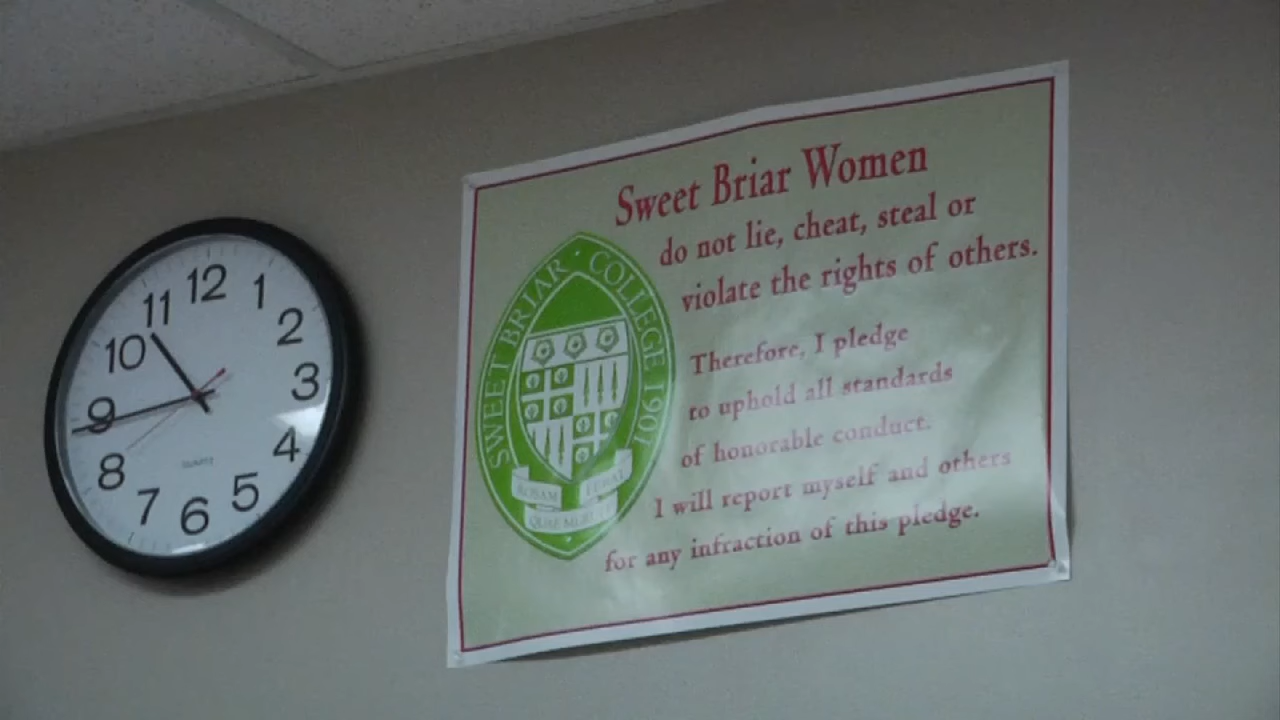 12
1
2
3
4
5
6
7
8
9
10
11
QUARTZ
Sweet Briar Women
do not lie, cheat, steal or
violate the rights of others.
Therefore, I pledge
to uphold all standards
of honorable conduct.
I will report myself and others
for any infraction of this pledge.
SWEET BRIAR · COLLEGE 1901
ROSAM